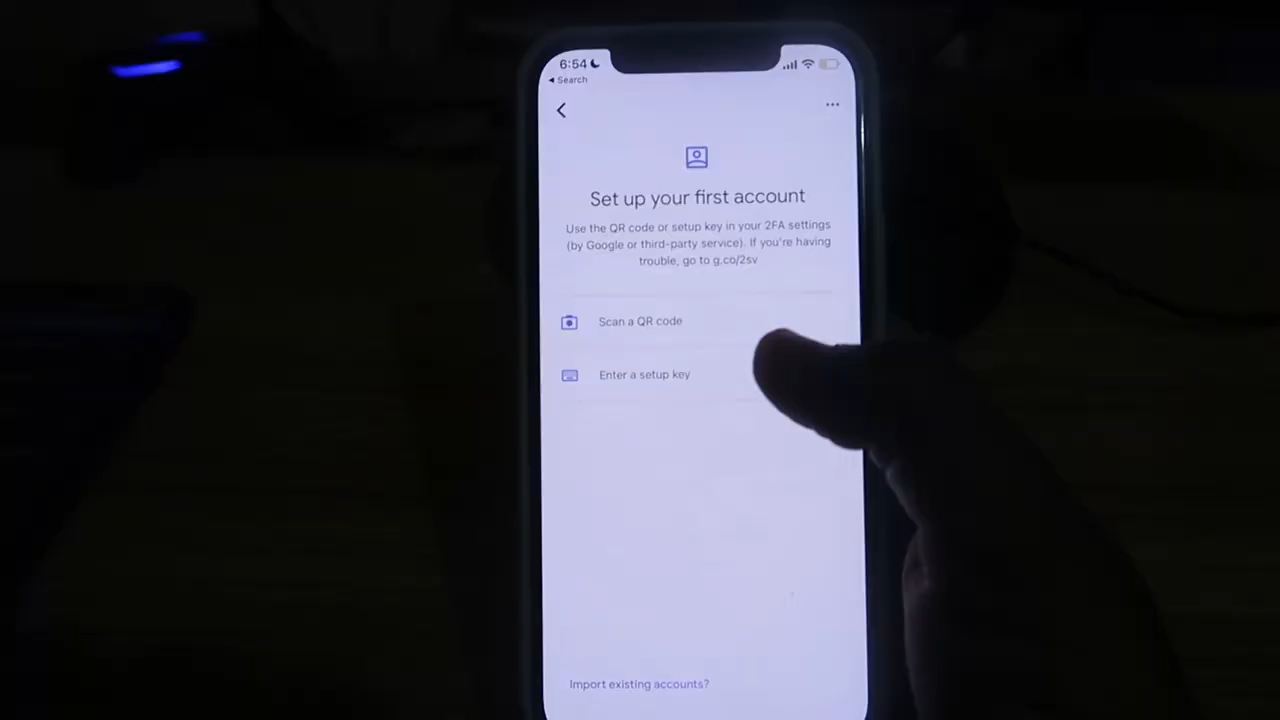 6:54
Search
Set up your first account
Use the QR code or setup key in your 2FA settings
(by Google or third-party service). If you're having
trouble, go to g.co/2sv
Scan a QR code
Enter a setup key
Import existing accounts?